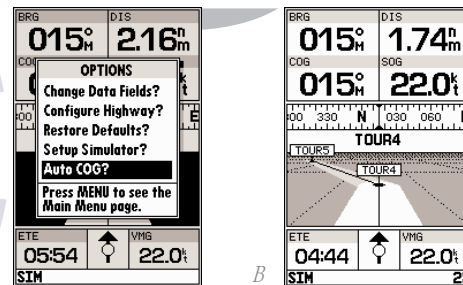 BRG DIS
015°M 2.16nm
COG
OPTIONS
Change Data Fields?
Configure Highway?
Restore Defaults?
Setup Simulator?
Auto COG?
Press MENU to see the
Main Menu page.
ETE VMG
05:54 22.0kt
SIM
B
BRG DIS
015°M 1.74nm
COG SOG
015°M 22.0kt
300 330 N 030 060
TOUR4
TOUR5
TOUR4
ETE VMG
04:44 22.0kt
SIM 2